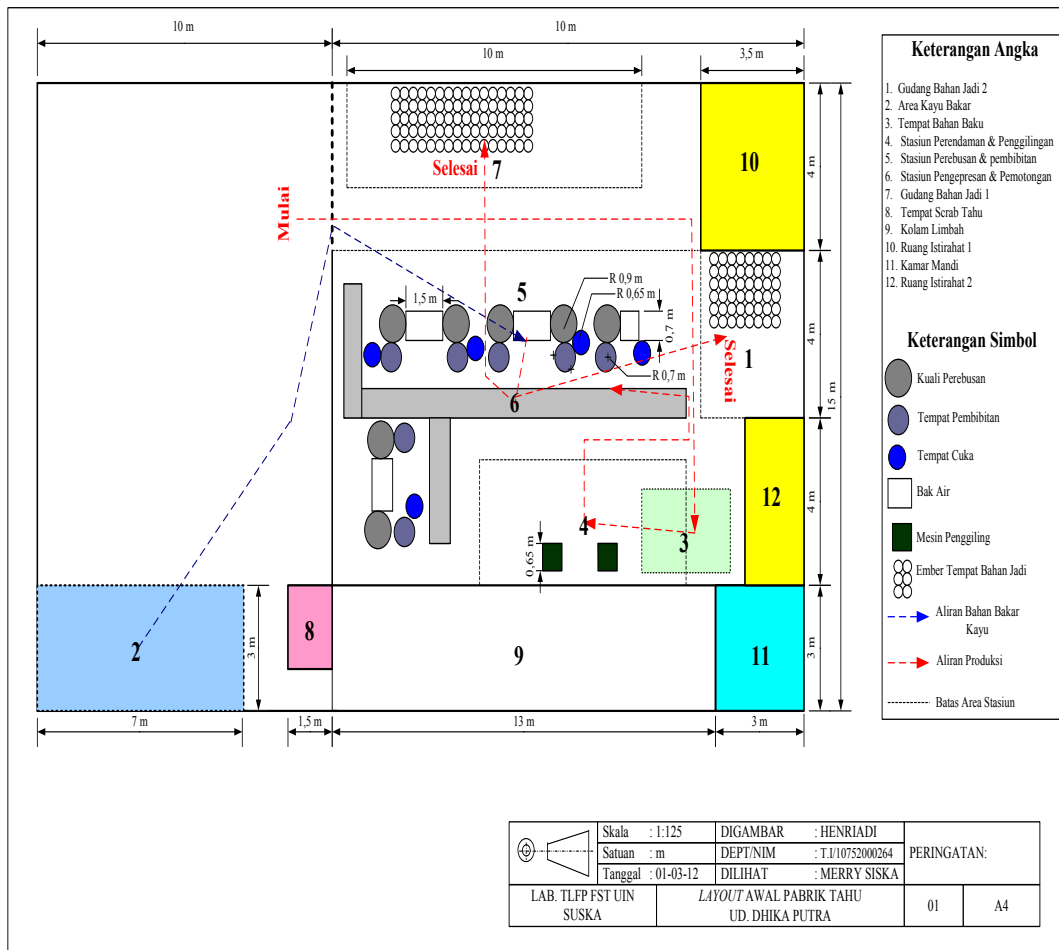 10 m
10 m
10 m
3,5 m
Selesai
7
10
4 m
Mulai
5
1,5 m
R 0,9 m
R 0,65 m
0,7 m
R 0,7 m
6
1
Selesai
4 m
15 m
4
3
12
4 m
0,65 m
2
8
9
11
3 m
3 m
7 m
1,5 m
13 m
3 m
Keterangan Angka
1. Gudang Bahan Jadi 2
2. Area Kayu Bakar
3. Tempat Bahan Baku
4 Stasiun Perendaman & Penggilingan
5. Stasiun Perebusan & pembibitan
6. Stasiun Pengepresan & Pemotongan
7. Gudang Bahan Jadi 1
8. Tempat Scrab Tahu
9. Kolam Limbah
10. Ruang Istirahat 1
11. Kamar Mandi
12. Ruang Istirahat 2
Keterangan Simbol
Kuali Perebusan
Tempat Pembibitan
Tempat Cuka
Bak Air
Mesin Penggiling
Ember Tempat Bahan Jadi
Aliran Bahan Bakar
Kayu
Aliran Produksi
Batas Area Stasiun
Skala : 1:125 DIGAMBAR : HENRIADI
Satuan : m DEPT/NIM : T.I/10752000264 PERINGATAN:
Tanggal : 01-03-12 DILIHAT : MERRY SISKA
LAB. TLFP FST UIN
SUSKA
LAYOUT AWAL PABRIK TAHU
UD. DHIKA PUTRA
01 A4